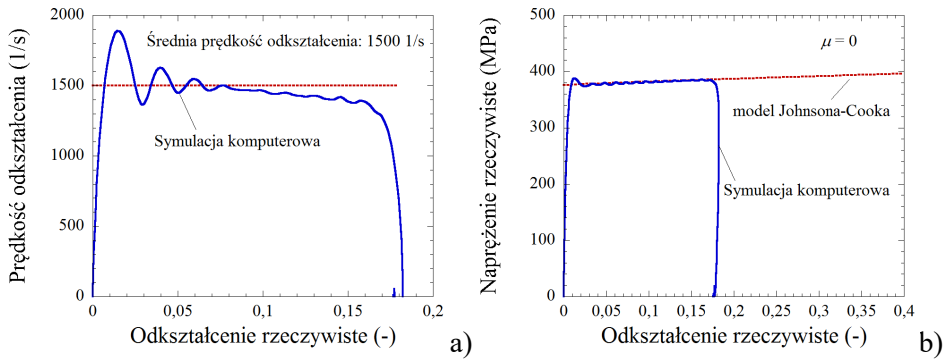 Prędkość odkształcenia (1/s)
2000
1500
1000
500
0
Średnia prędkość odkształcenia: 1500 1/s
Symulacja komputerowa
0 0,05 0,1 0,15 0,2
Odkształcenie rzeczywiste (-)
a)
Naprężenie rzeczywiste (MPa)
500
400
300
200
100
0
μ = 0
model Johnsona-Cooka
Symulacja komputerowa
0 0,05 0,1 0,15 0,2 0,25 0,3 0,35 0,4
Odkształcenie rzeczywiste (-)
b)